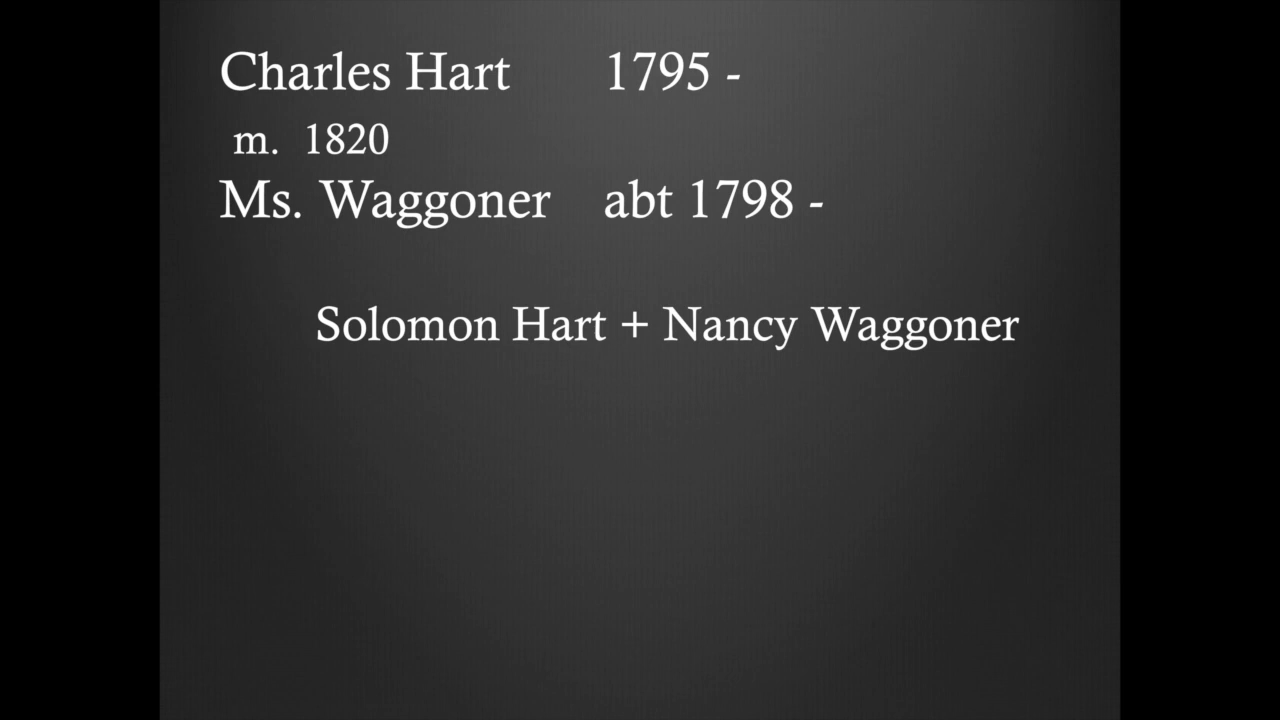 Charles Hart 1795 -
m. 1820
Ms. Waggoner abt 1798 -
Solomon Hart + Nancy Waggoner